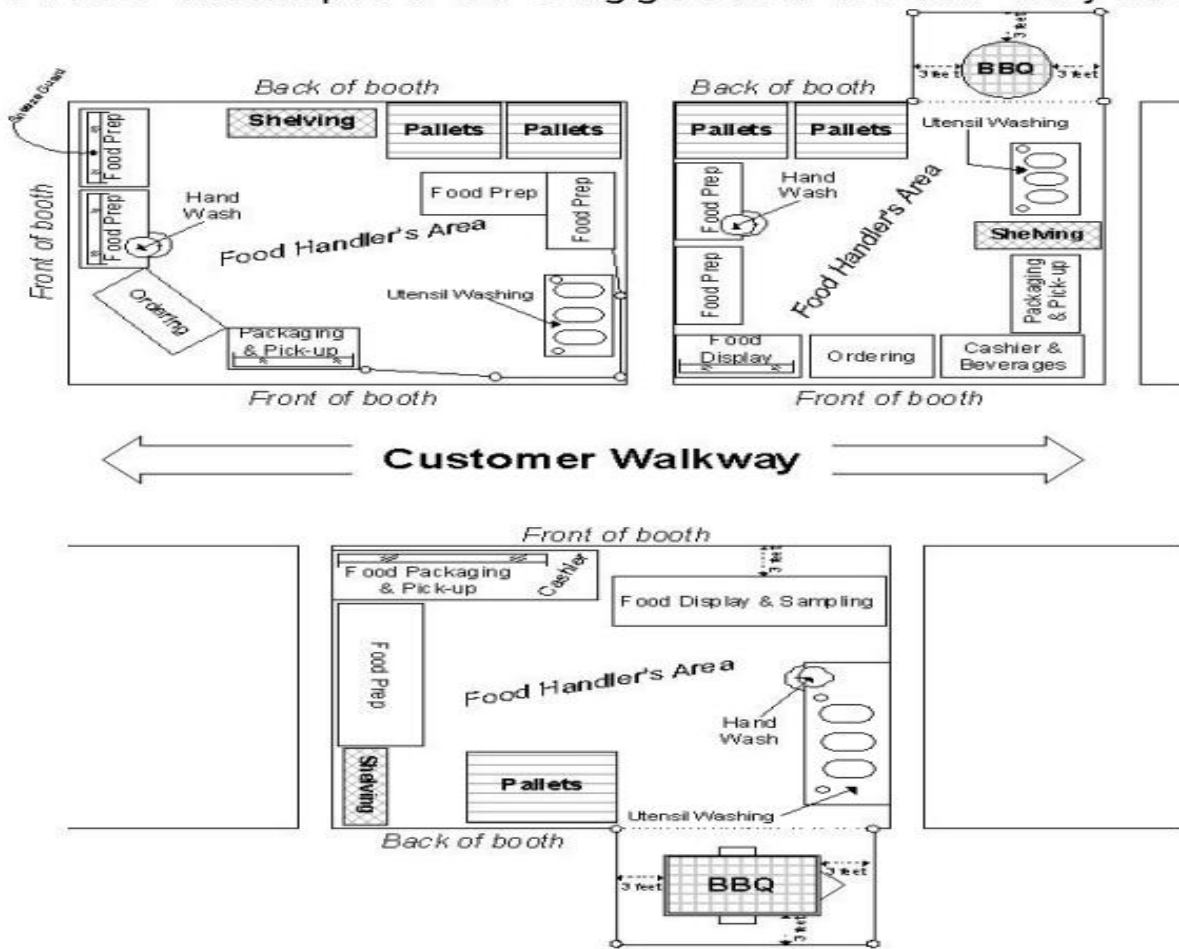 Back of booth
Sneeze Guard
Food Prep
Shelving
Pallets
Pallets
Food Prep
Hand
Wash
Food Prep
Food Prep
Food Handler's Area
Front of booth
Ordering
Utensil Washing
Packaging
& Pick-up
Front of booth
3 feet
3 feet
BBQ
3 feet
Back of booth
Pallets
Pallets
Utensil Washing
Food Prep
Hand
Wash
Food Handler's Area
Shelving
Food Prep
Packaging
& Pick-up
Food
Display
Ordering
Cashier &
Beverages
Front of booth
Customer Walkway
Front of booth
Food Packaging
& Pick-up
Cashier
3 feet
Food Display & Sampling
Food Prep
Food Handler's Area
Hand
Wash
Shelving
Pallets
Utensil Washing
Back of booth
3 feet
BBQ
3 feet
3 feet